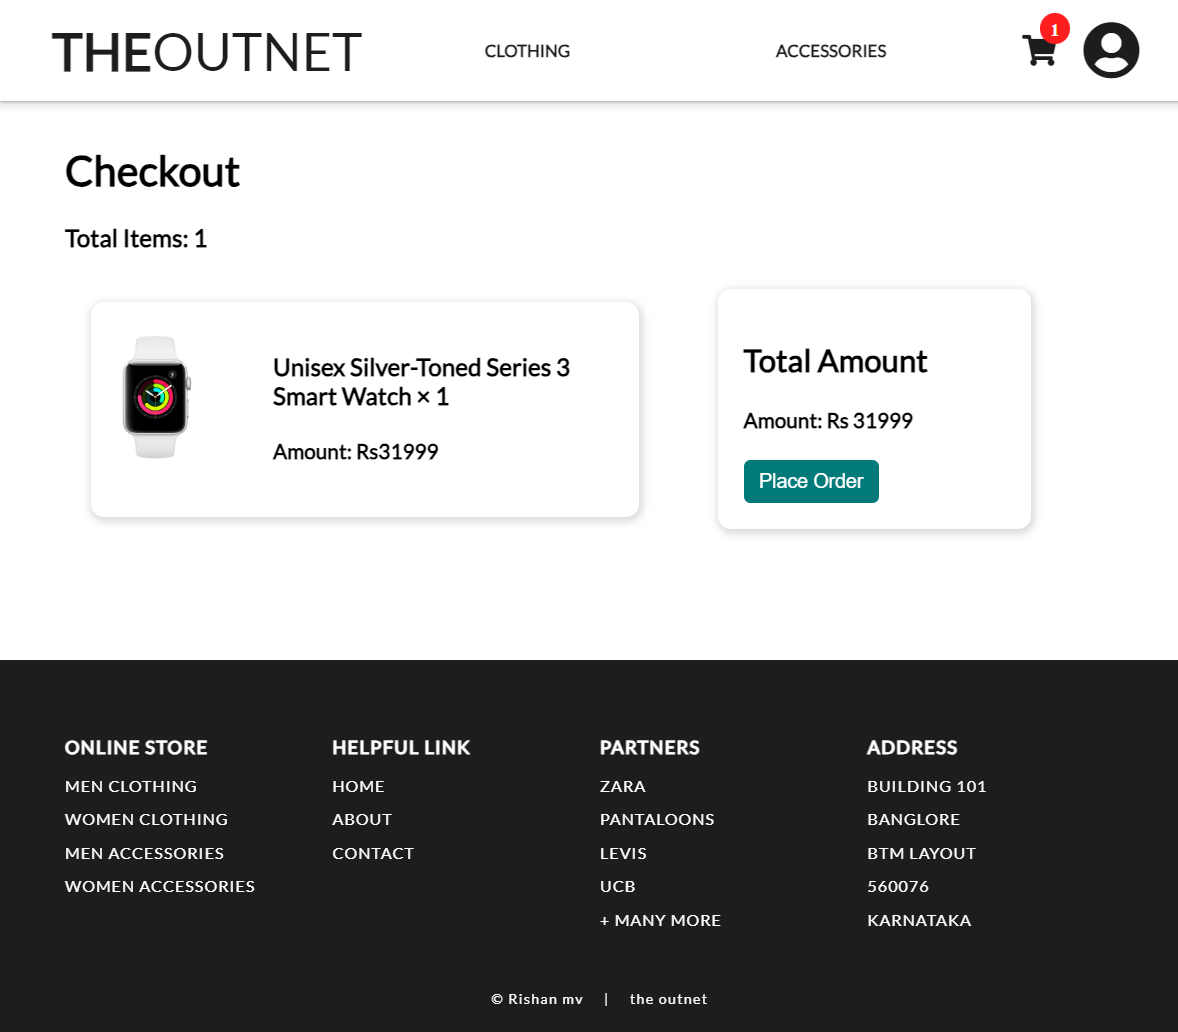 THEOUTNET
CLOTHING
ACCESSORIES
1
Checkout
Total Items: 1
Unisex Silver-Toned Series 3
Smart Watch × 1
Amount: Rs31999
Total Amount
Amount: Rs 31999
Place Order
ONLINE STORE
MEN CLOTHING
WOMEN CLOTHING
MEN ACCESSORIES
WOMEN ACCESSORIES
HELPFUL LINK
HOME
ABOUT
CONTACT
PARTNERS
ZARA
PANTALOONS
LEVIS
UCB
+ MANY MORE
ADDRESS
BUILDING 101
BANGLORE
BTM LAYOUT
560076
KARNATAKA
© Rishan mv | the outnet